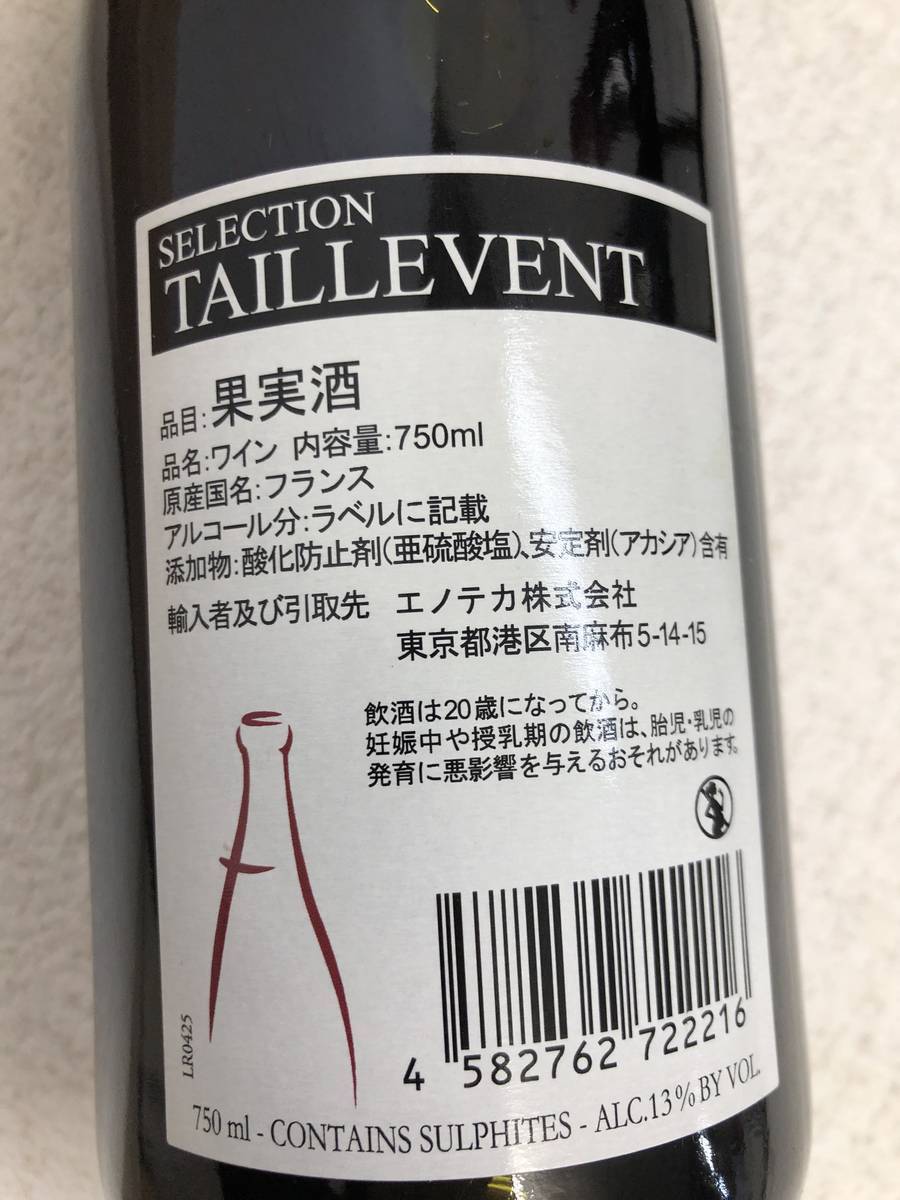 SELECTION
TAILLEVENT
品目:果実酒
品名:ワイン 内容量:750ml
原産国名:フランス
アルコール分:ラベルに記載
添加物:酸化防止剤(亜硫酸塩)、安定剤(アカシア)含有
輸入者及び引取先 エノテカ株式会社
東京都港区南麻布5-14-15
飲酒は20歳になってから。
妊娠中や授乳期の飲酒は、胎児・乳児の
発育に悪影響を与えるおそれがあります。
LR0425
4 582762 722216
750 ml - CONTAINS SULPHITES - ALC.13% BY VOL.